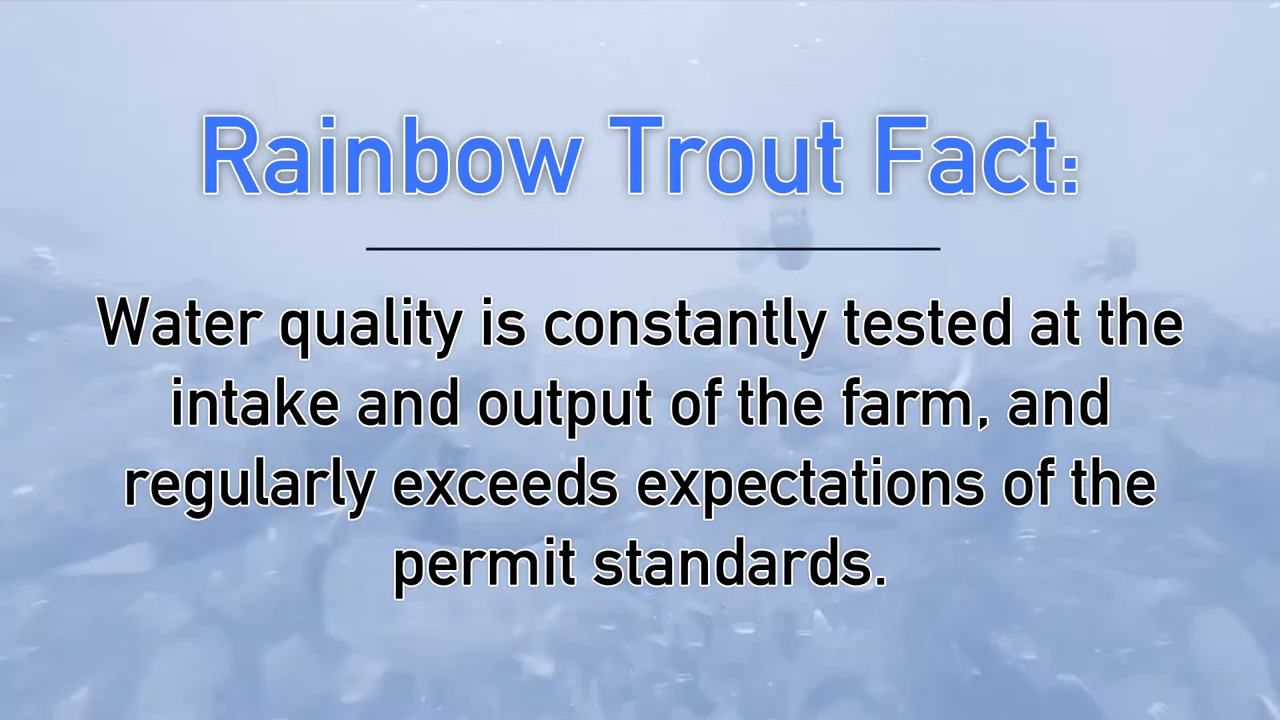 Rainbow Trout Fact:
Water quality is constantly tested at the
intake and output of the farm, and
regularly exceeds expectations of the
permit standards.